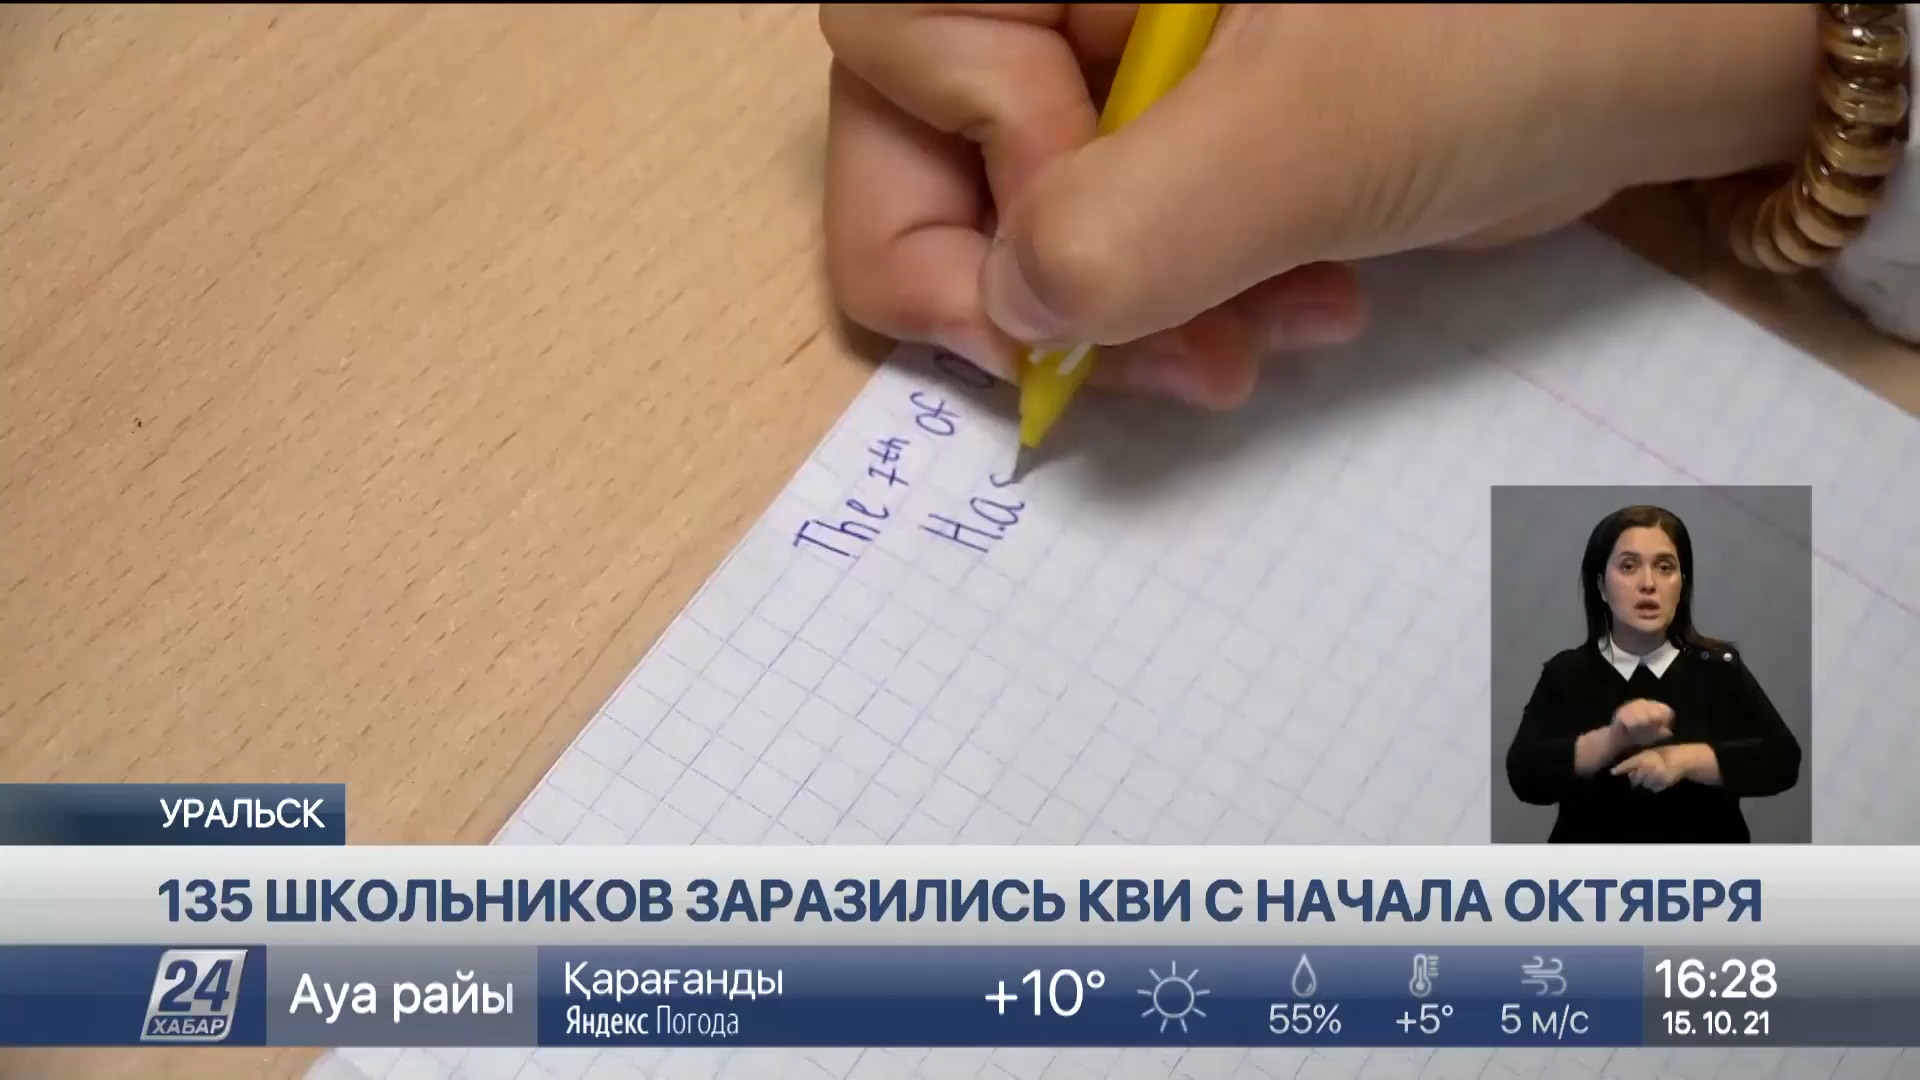 The 7th of O
Has
УРАЛЬСК
135 ШКОЛЬНИКОВ ЗАРАЗИЛИСЬ КВИ С НАЧАЛА ОКТЯБРЯ
24 ХАБАР
Ауа райы
Қарағанды
Яндекс Погода
+10°
55%
+5°
5 м/с
16:28
15. 10. 21